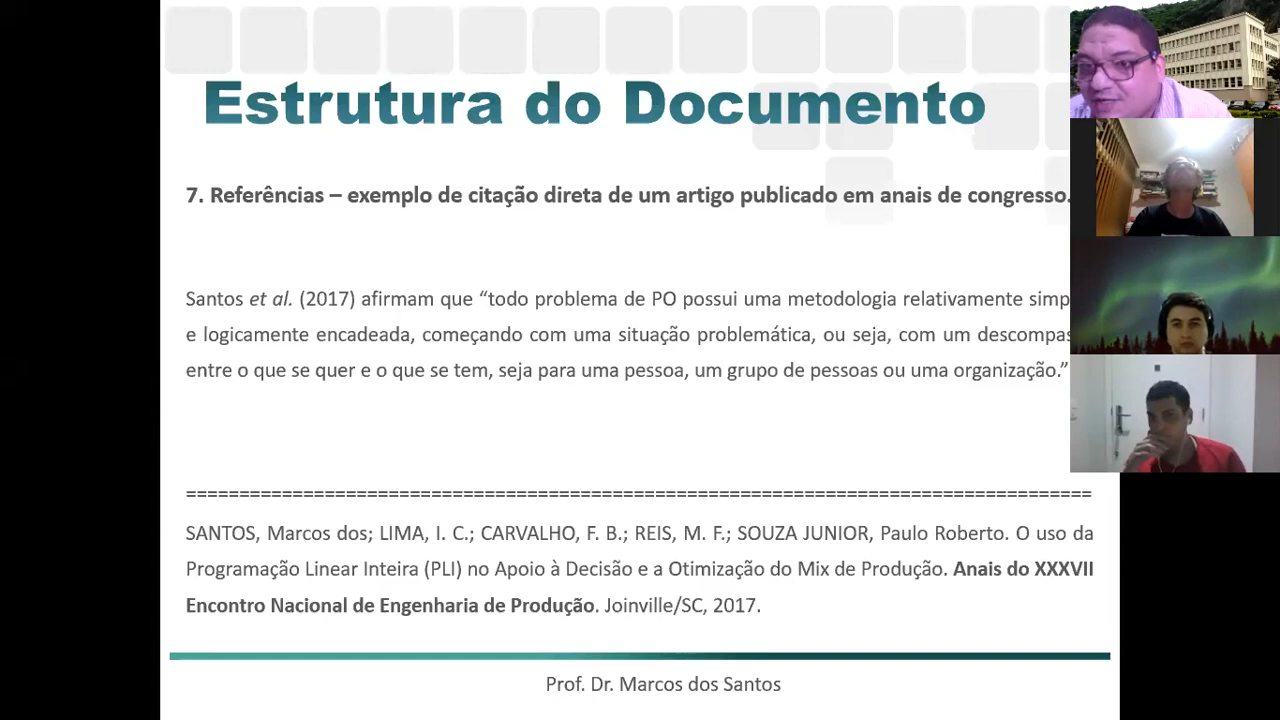 Estrutura do Documento
7. Referências – exemplo de citação direta de um artigo publicado em anais de congresso.
Santos et al. (2017) afirmam que “todo problema de PO possui uma metodologia relativamente
e logicamente encadeada, começando com uma situação problemática, ou seja, com um
entre o que se quer e o que se tem, seja para uma pessoa, um grupo de pessoas ou uma organização.”
=====================================================================================
SANTOS, Marcos dos; LIMA, I. C.; CARVALHO, F. B.; REIS, M. F.; SOUZA JUNIOR, Paulo Roberto. O uso da
Programação Linear Inteira (PLI) no Apoio à Decisão e a Otimização do Mix de Produção. Anais do XXXVII
Encontro Nacional de Engenharia de Produção. Joinville/SC, 2017.
Prof. Dr. Marcos dos Santos